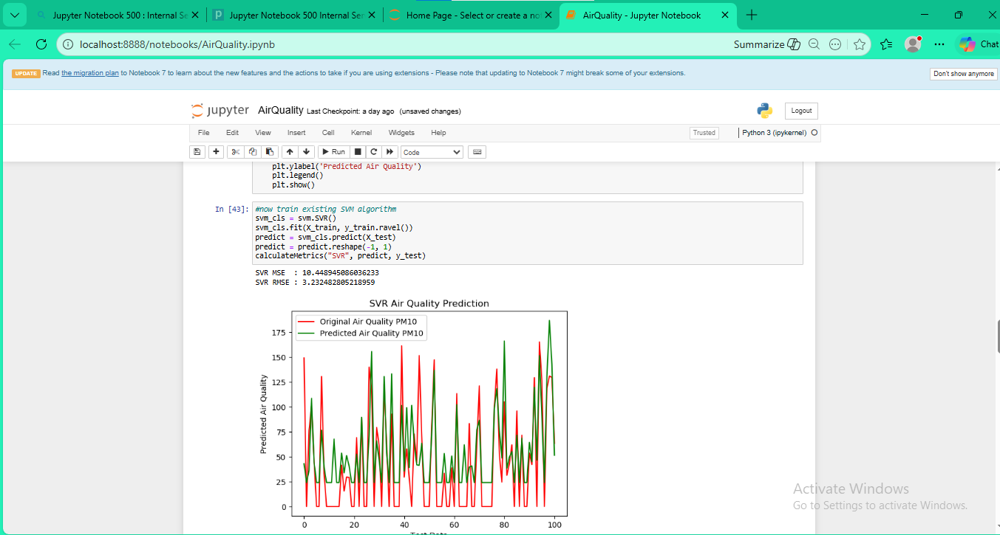 Jupyter Notebook 500 : Internal Se
Jupyter Notebook 500 Internal Ser
Home Page - Select or create a no
AirQuality - Jupyter Notebook
localhost:8888/notebooks/AirQuality.ipynb
Summarize
Chat
UPDATE Read the migration plan to Notebook 7 to learn about the new features and the actions to take if you are using extensions - Please note that updating to Notebook 7 might break some of your extensions.
Don't show anymore
jupyter AirQuality Last Checkpoint: a day ago (unsaved changes)
Logout
File Edit View Insert Cell Kernel Widgets Help
Trusted
Python 3 (ipykernel)
Run
Code
plt.ylabel('Predicted Air Quality')
plt.legend()
plt.show()
In [43]:
#now train existing SVM algorithm
svm_cls = svm.SVR()
svm_cls.fit(X_train, y_train.ravel())
predict = svm_cls.predict(X_test)
predict = predict.reshape(-1, 1)
calculateMetrics("SVR", predict, y_test)
SVR MSE : 10.448945086036233
SVR RMSE : 3.232482805218959
SVR Air Quality Prediction
Original Air Quality PM10
Predicted Air Quality PM10
Predicted Air Quality
175
150
125
100
75
50
25
0
0 20 40 60 80 100
Activate Windows
Go to Settings to activate Windows.